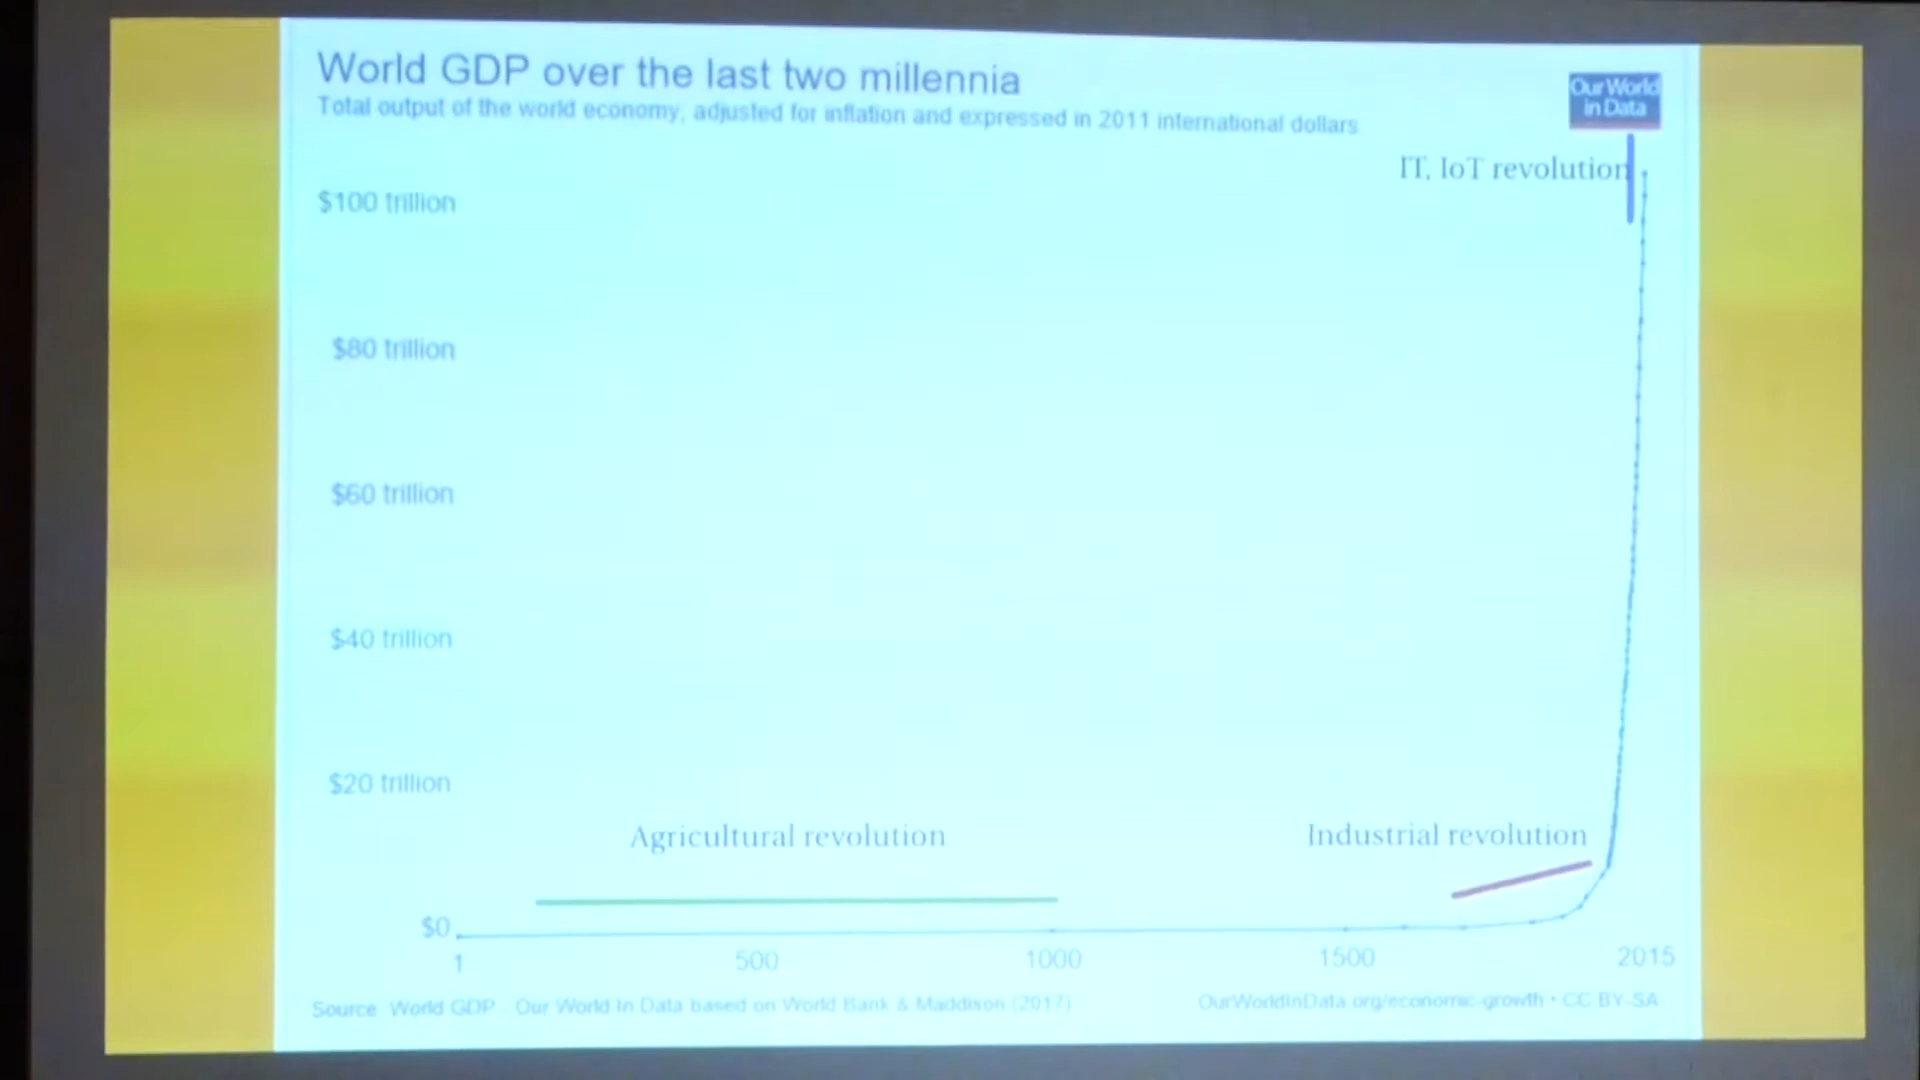 World GDP over the last two millennia
Total output of the world economy, adjusted for inflation and expressed in 2011 international dollars
Our World
in Data
IT, IoT revolution
$100 trillion
$80 trillion
$60 trillion
$40 trillion
$20 trillion
Agricultural revolution
Industrial revolution
$0
1
500
1000
1500
2015
Source: World GDP - Our World In Data based on World Bank & Maddison (2017)
OurWorldInData.org/economic-growth • CC BY-SA